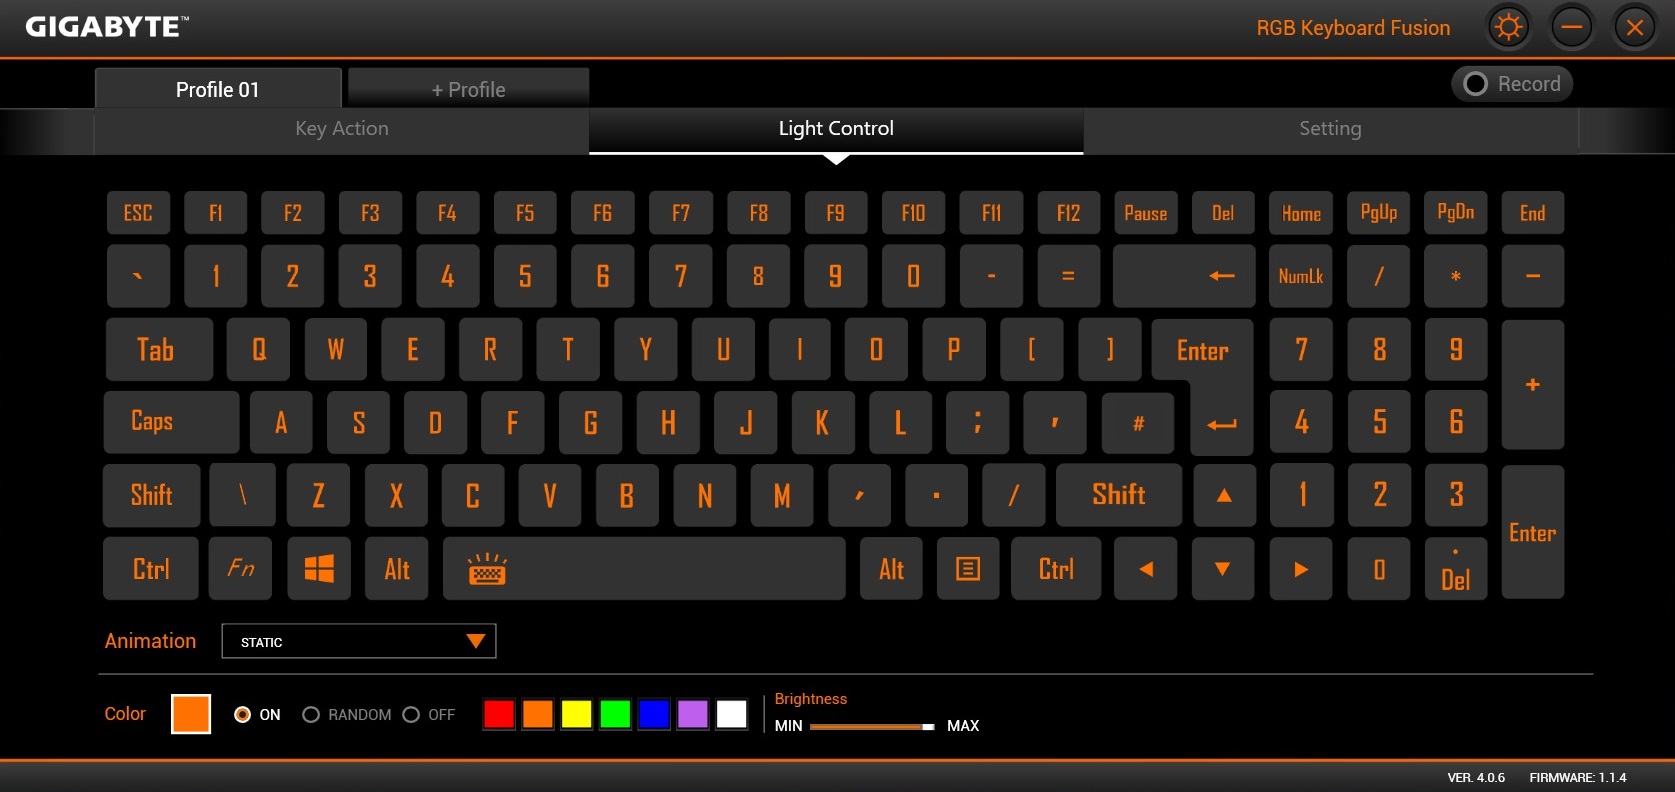 GIGABYTE™
RGB Keyboard Fusion
Profile 01 + Profile Record
Key Action Light Control Setting
ESC F1 F2 F3 F4 F5 F6 F7 F8 F9 F10 F11 F12 Pause Del Home PgUp PgDn End
` 1 2 3 4 5 6 7 8 9 0 - = ← NumLk / * −
Tab Q W E R T Y U I O P [ ] Enter 7 8 9 +
Caps A S D F G H J K L ; ' # 4 5 6
Shift \ Z X C V B N M , . / Shift ▲ 1 2 3 Enter
Ctrl Fn Alt Alt Ctrl ◀ ▼ ▶ 0 . Del
Animation STATIC
Color ON RANDOM OFF
Brightness
MIN MAX
VER. 4.0.6 FIRMWARE: 1.1.4